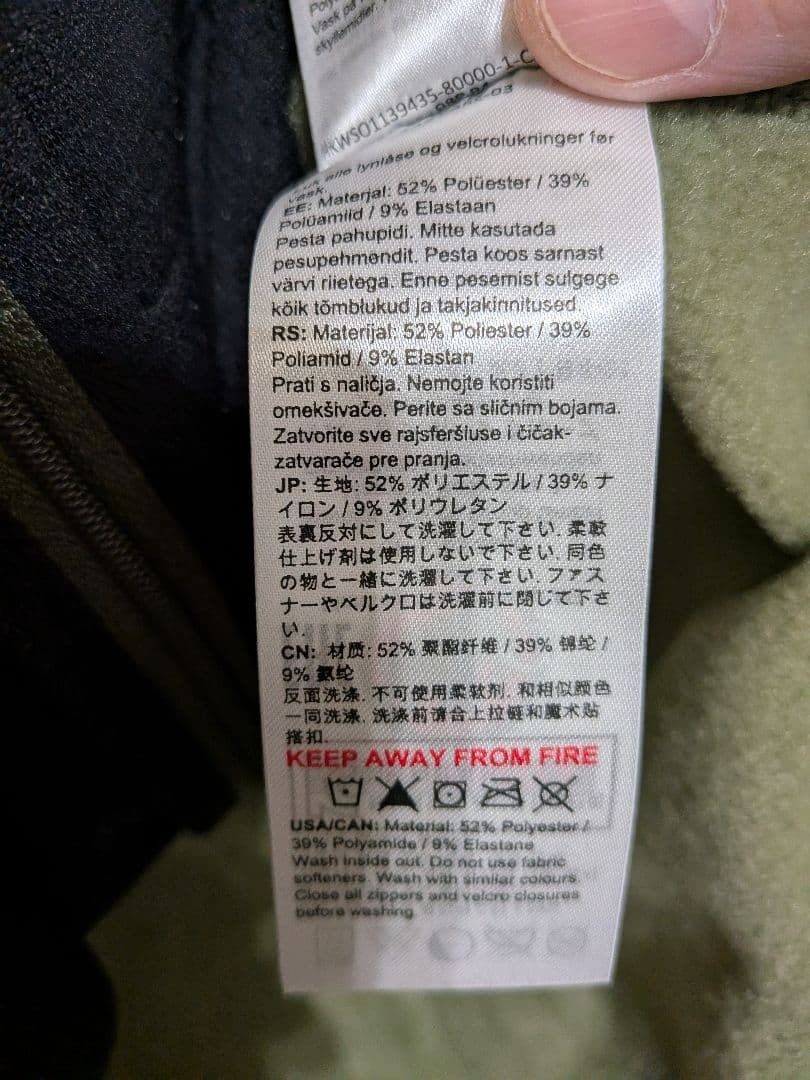 Vask på
skyllemidler.
KWSO1139435-80000-1-C
03
lynlåse og velcrolukninger før
vask.
EE: Materjal: 52% Polüester / 39%
Polüamiid / 9% Elastaan
Pesta pahupidi. Mitte kasutada
pesupehmendit. Pesta koos sarnast
värvi riietega. Enne pesemist sulgege
kõik tõmblukud ja takjakinnitused
RS: Materijal: 52% Poliester / 39%
Poliamid / 9% Elastan
Prati s naličja. Nemojte koristiti
omekšivače. Perite sa sličnim bojama.
Zatvorite sve rajsferšluse i čičak-
zatvarače pre pranja.
JP: 生地: 52% ポリエステル / 39% ナ
イロン / 9% ポリウレタン
表裏反対にして洗濯して下さい. 柔軟
仕上げ剤は使用しないで下さい. 同色
の物と一緒に洗濯して下さい. ファス
ナーやベルクロは洗濯前に閉じて下さ
い.
CN: 材质: 52% 聚酯纤维 / 39% 锦纶 /
9% 氨纶
反面洗涤. 不可使用柔软剂. 和相似颜色
一同洗涤. 洗涤前请合上拉链和魔术贴
搭扣.
KEEP AWAY FROM FIRE
USA/CAN: Material: 52% Polyester /
39% Polyamide / 9% Elastane
Wash inside out. Do not use fabric
softeners. Wash with similar colours.
Close all zippers and velcro closures
before washing.